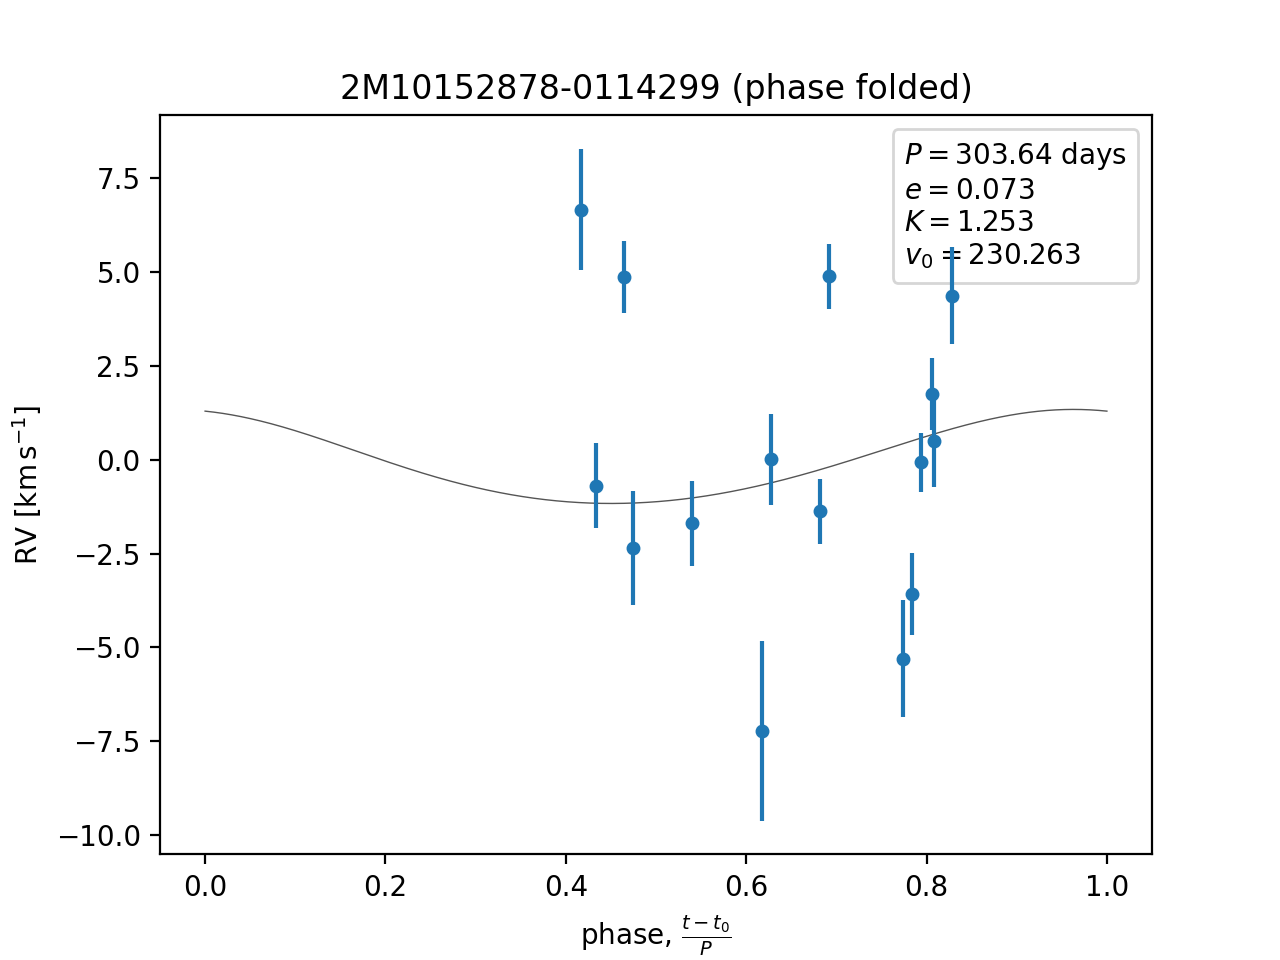 2M10152878-0114299 (phase folded)
P = 303.64 days
e = 0.073
K = 1.253
v₀ = 230.263
7.5
5.0
2.5
0.0
−2.5
−5.0
−7.5
−10.0
RV [km s⁻¹]
0.0 0.2 0.4 0.6 0.8 1.0
phase, (t − t₀)/P